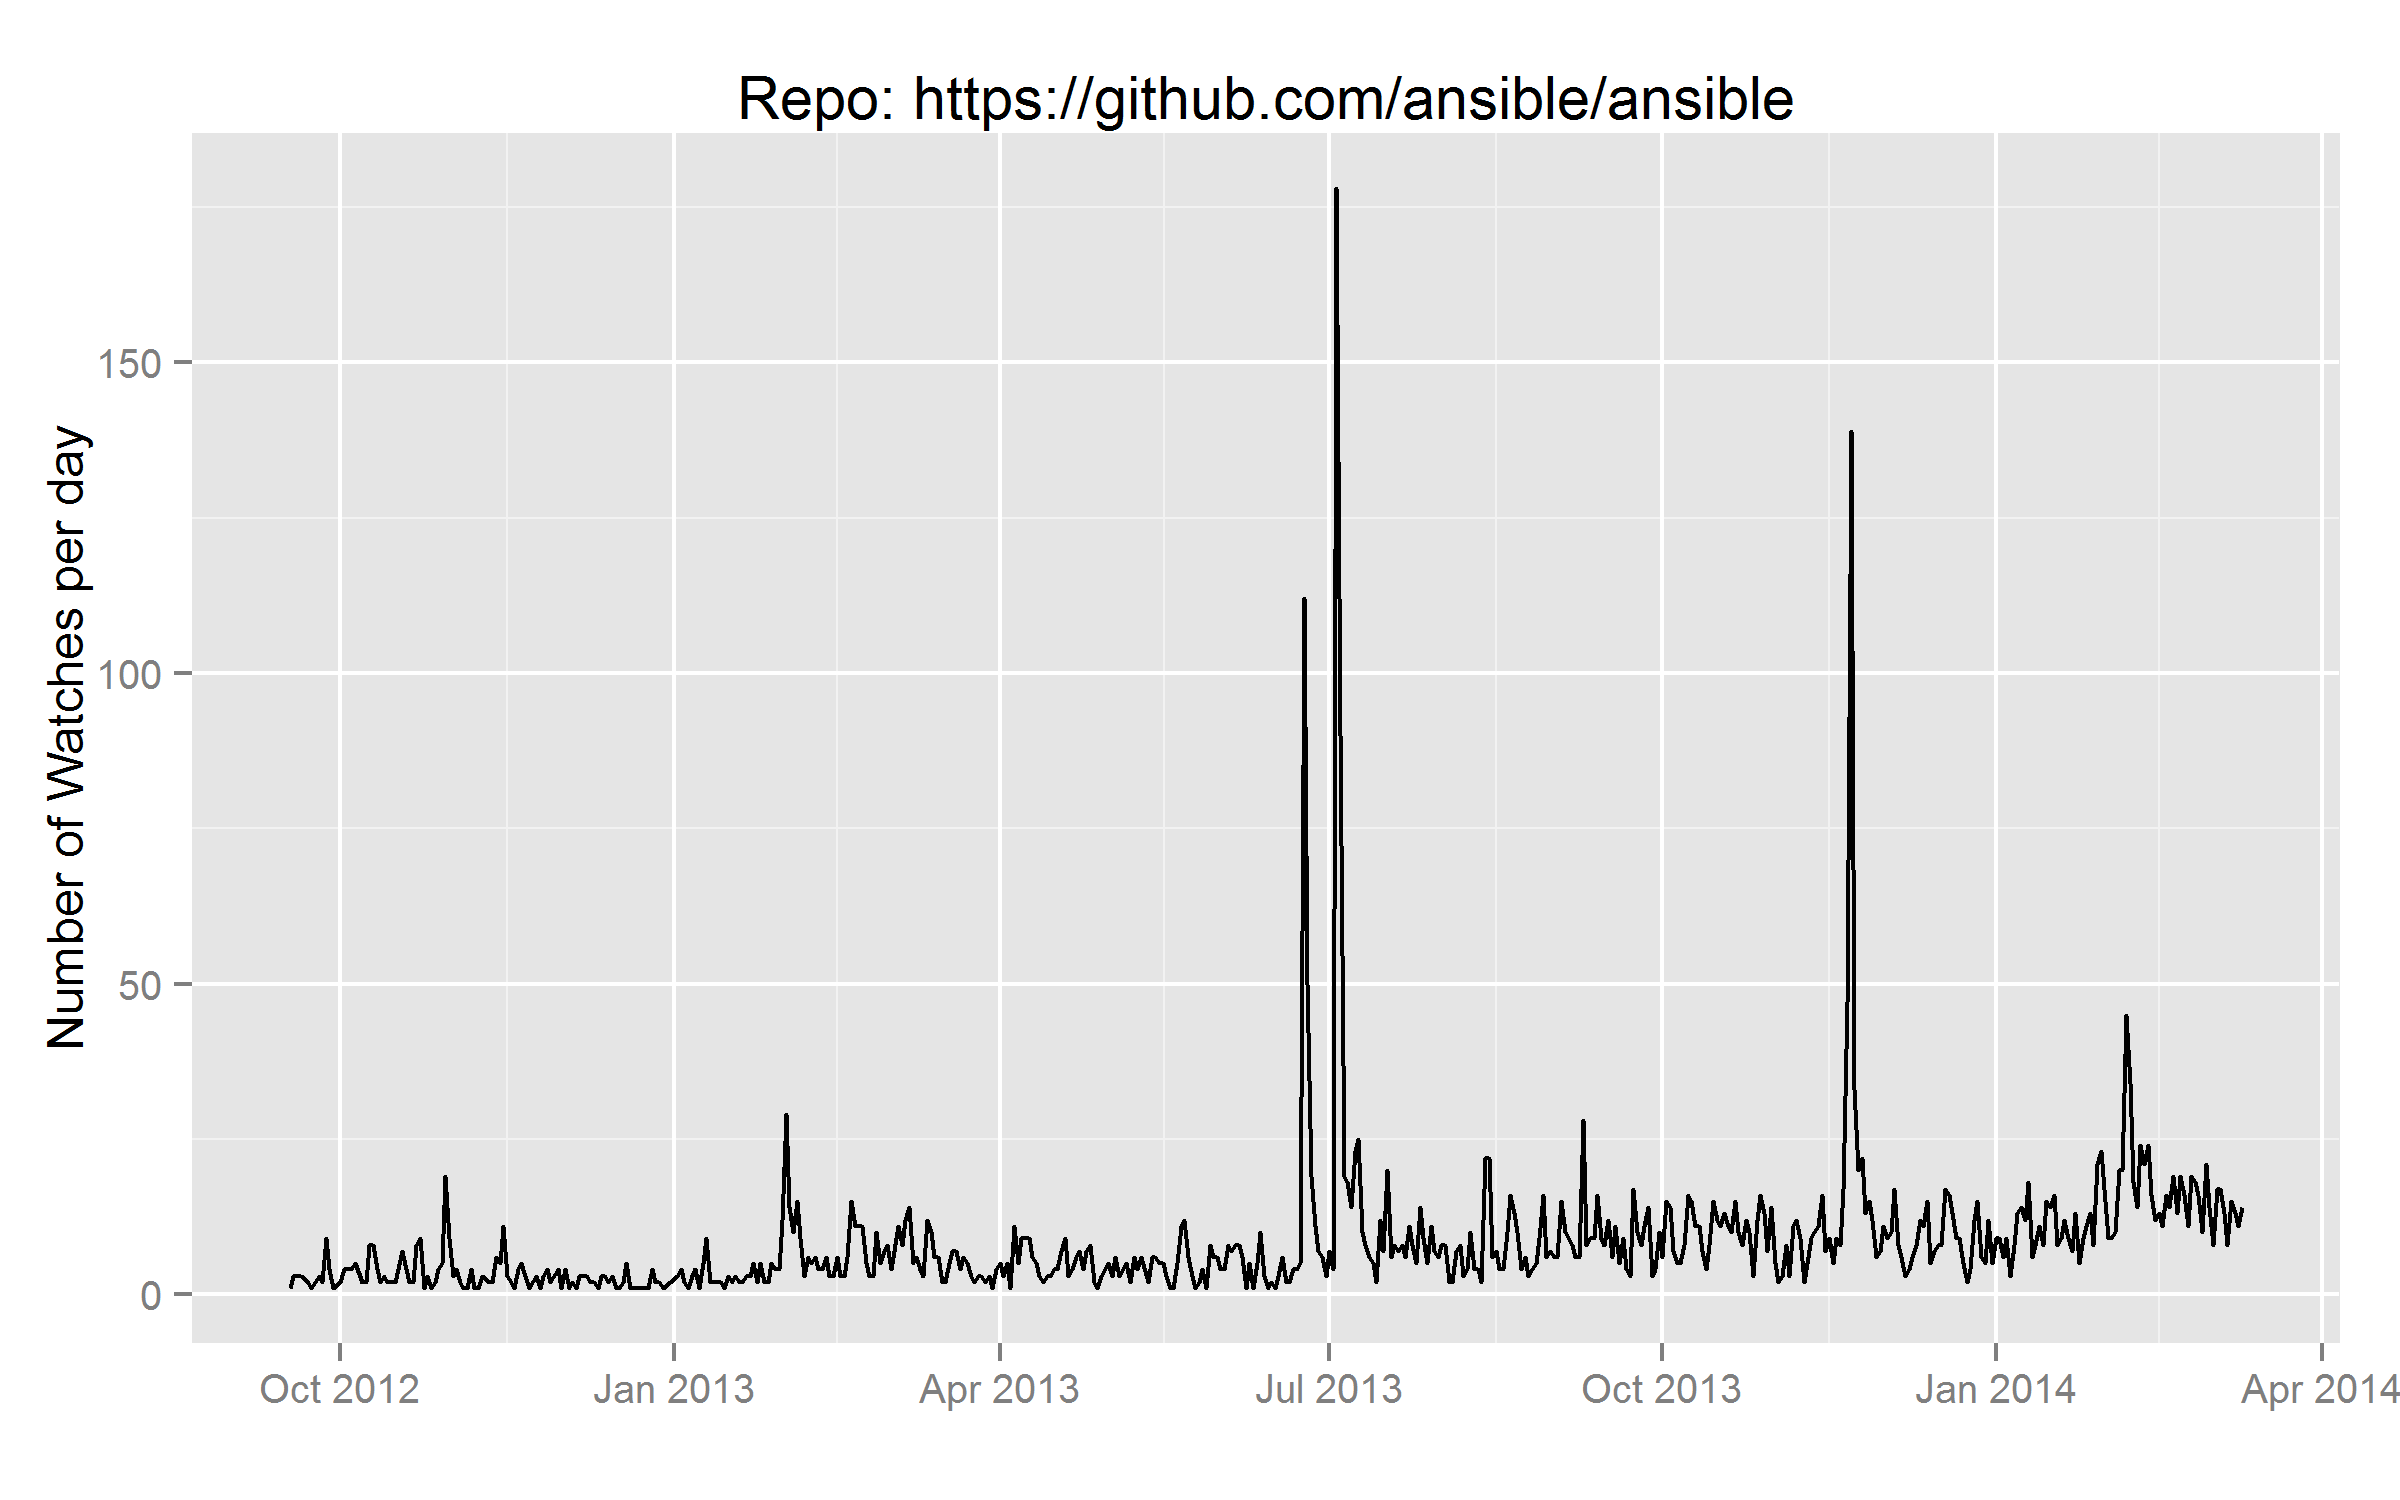 Repo: https://github.com/ansible/ansible
Number of Watches per day
150
100
50
0
Oct 2012
Jan 2013
Apr 2013
Jul 2013
Oct 2013
Jan 2014
Apr 2014